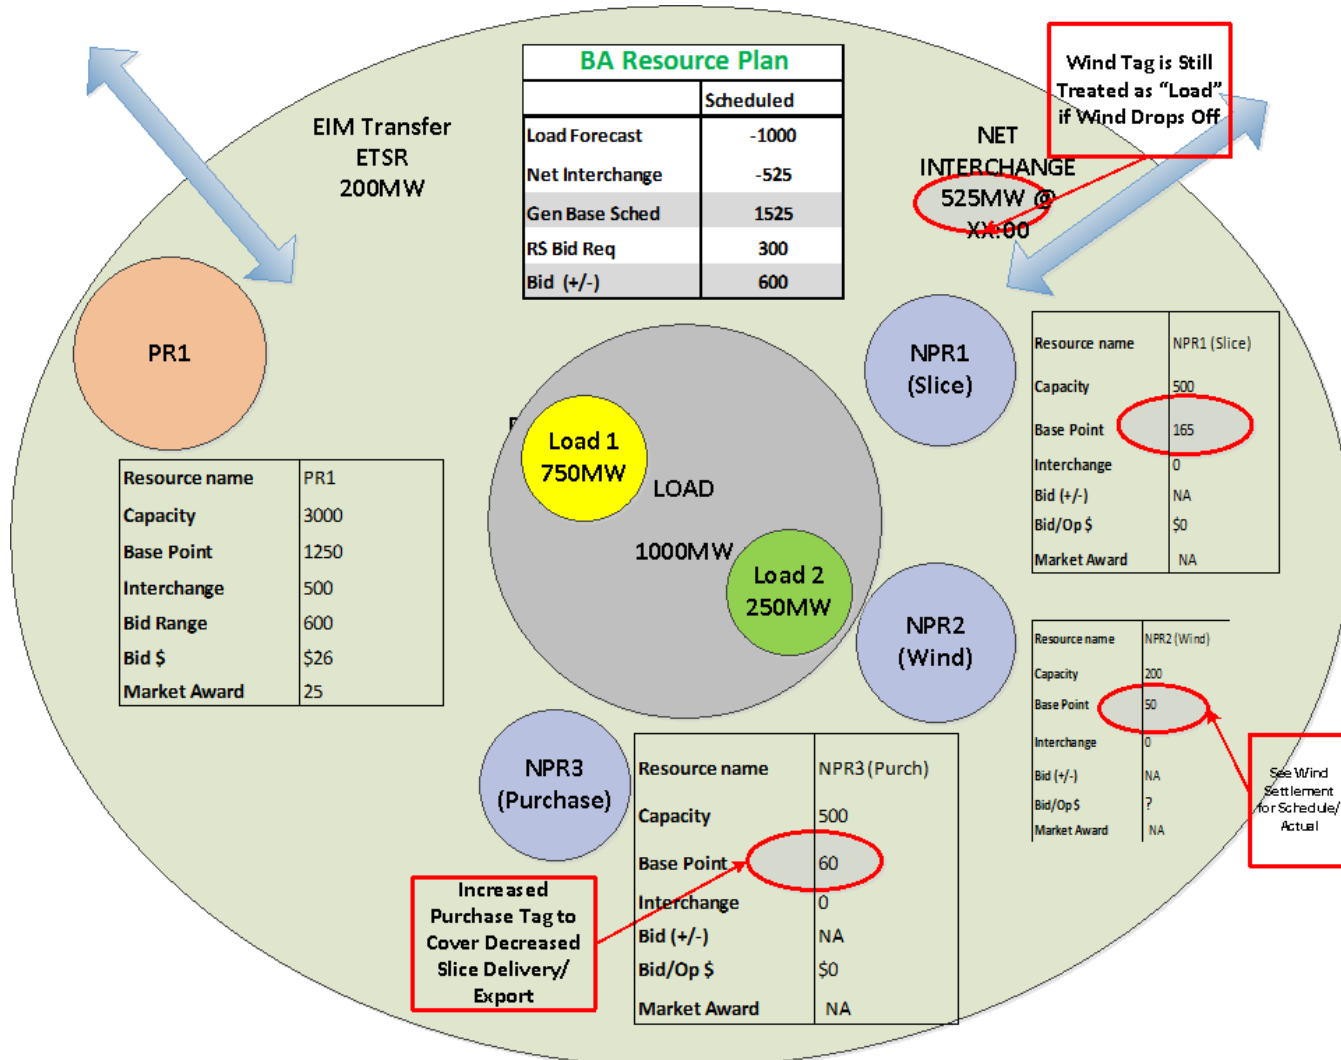 BA Resource Plan
Scheduled
Load Forecast -1000
Net Interchange -525
Gen Base Sched 1525
RS Bid Req 300
Bid (+/-) 600
EIM Transfer
ETSR
200MW
NET
INTERCHANGE
525MW @
XX:00
Wind Tag is Still
Treated as “Load”
if Wind Drops Off
PR1
Resource name PR1
Capacity 3000
Base Point 1250
Interchange 500
Bid Range 600
Bid $ $26
Market Award 25
Load 1
750MW
LOAD
1000MW
Load 2
250MW
NPR1
(Slice)
Resource name NPR1 (Slice)
Capacity 500
Base Point 165
Interchange 0
Bid (+/-) NA
Bid/Op $ $0
Market Award NA
NPR2
(Wind)
Resource name NPR2 (Wind)
Capacity 200
Base Point 50
Interchange 0
Bid (+/-) NA
Bid/Op $ ?
Market Award NA
See Wind
Settlement
for Schedule/
Actual
NPR3
(Purchase)
Resource name NPR3 (Purch)
Capacity 500
Base Point 60
Interchange 0
Bid (+/-) NA
Bid/Op $ $0
Market Award NA
Increased
Purchase Tag to
Cover Decreased
Slice Delivery/
Export